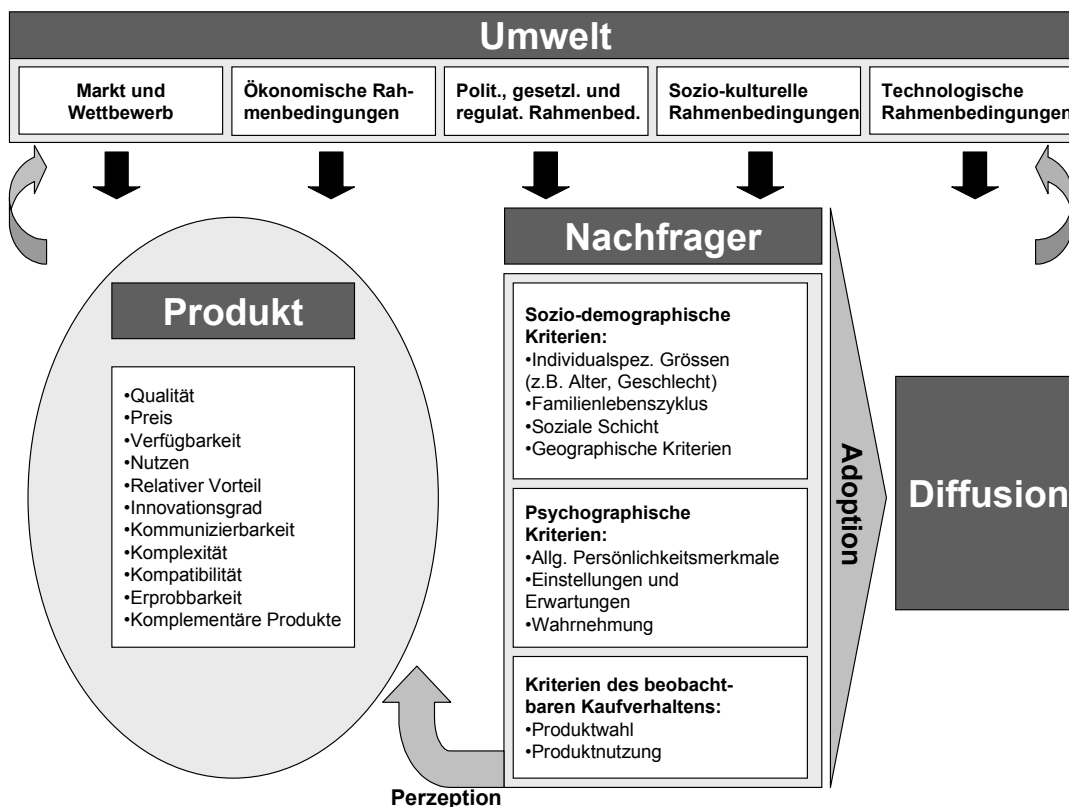 Umwelt
Markt und
Wettbewerb
Ökonomische Rah-
menbedingungen
Polit., gesetzl. und
regulat. Rahmenbed.
Sozio-kulturelle
Rahmenbedingungen
Technologische
Rahmenbedingungen
Produkt
•Qualität
•Preis
•Verfügbarkeit
•Nutzen
•Relativer Vorteil
•Innovationsgrad
•Kommunizierbarkeit
•Komplexität
•Kompatibilität
•Erprobbarkeit
•Komplementäre Produkte
Nachfrager
Sozio-demographische
Kriterien:
•Individualspez. Grössen
(z.B. Alter, Geschlecht)
•Familienlebenszyklus
•Soziale Schicht
•Geographische Kriterien
Psychographische
Kriterien:
•Allg. Persönlichkeitsmerkmale
•Einstellungen und
Erwartungen
•Wahrnehmung
Kriterien des beobacht-
baren Kaufverhaltens:
•Produktwahl
•Produktnutzung
Perzeption
Adoption
Diffusion